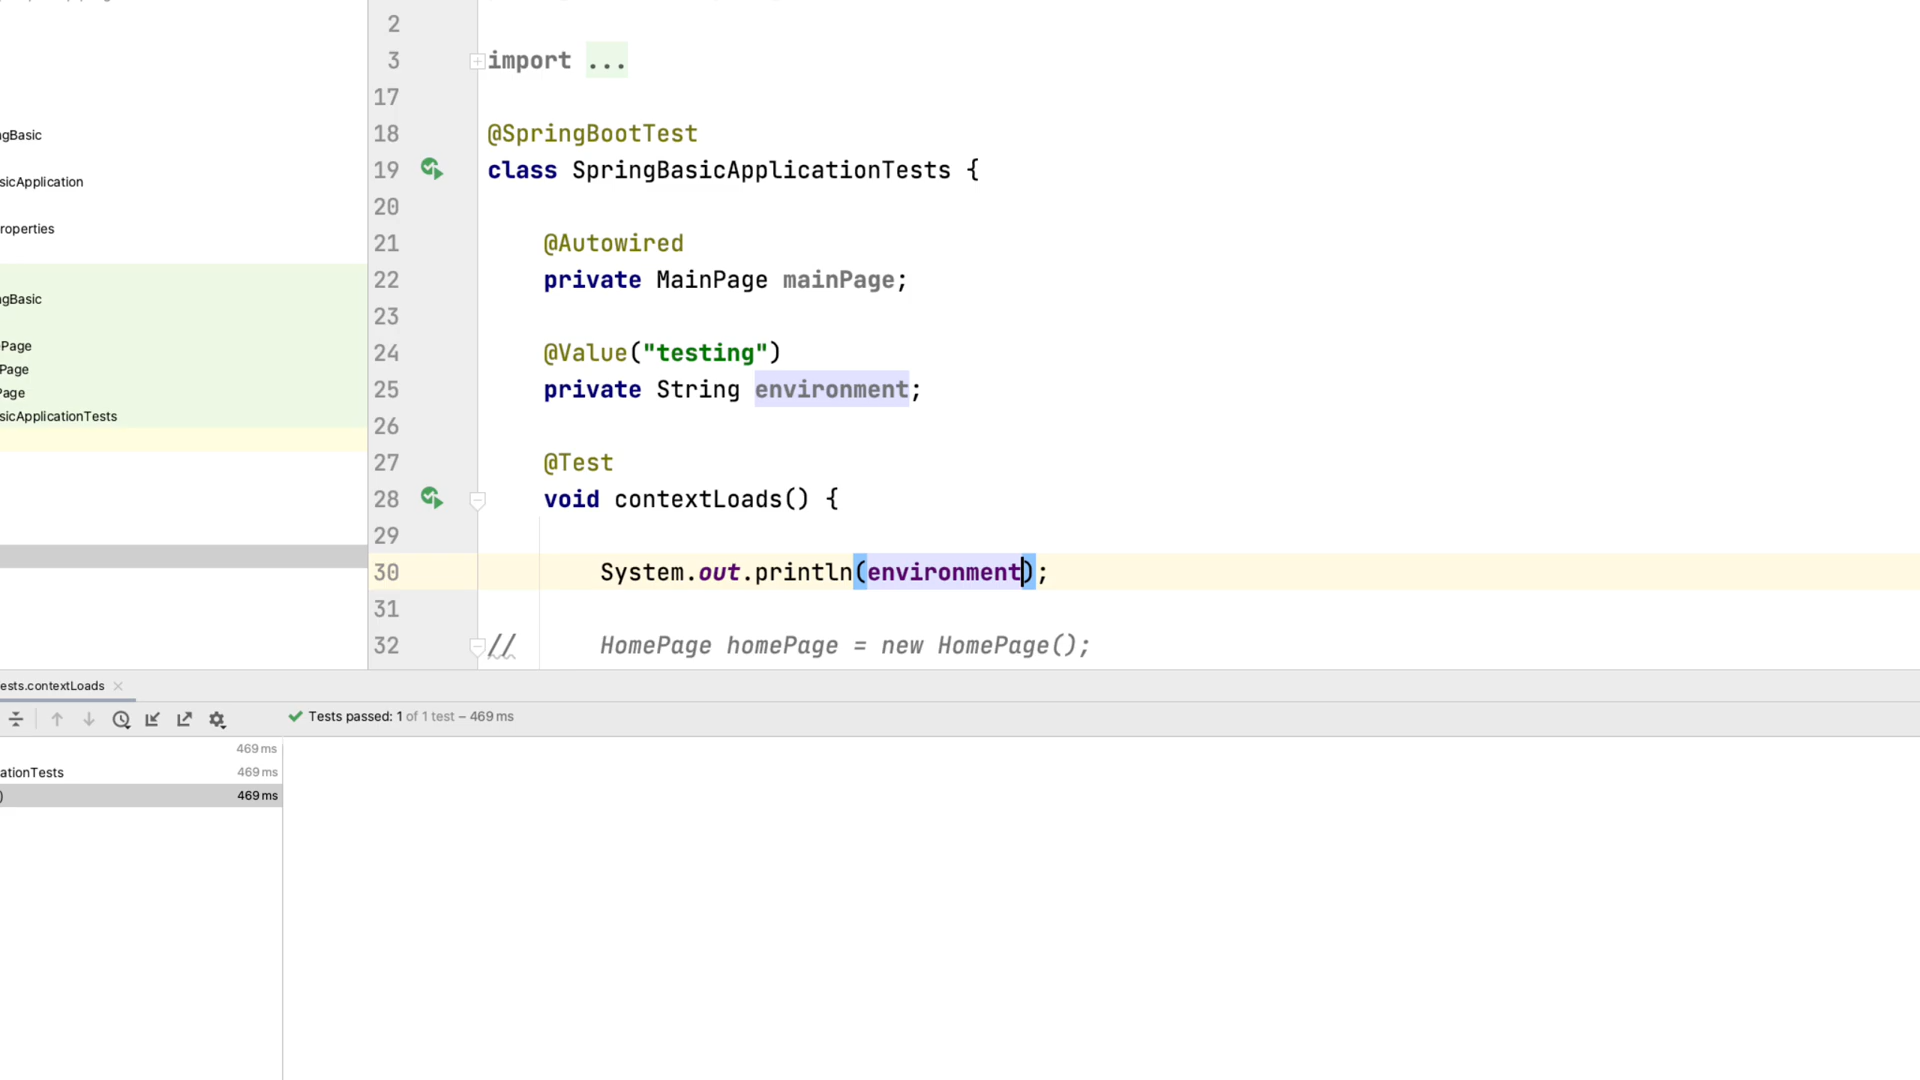 2
3 import ...
17
18 @SpringBootTest
19 class SpringBasicApplicationTests {
20
21 @Autowired
22 private MainPage mainPage;
23
24 @Value("testing")
25 private String environment;
26
27 @Test
28 void contextLoads() {
29
30 System.out.println(environment);
31
32 // HomePage homePage = new HomePage();
ngBasic
sicApplication
roperties
ngBasic
Page
Page
Page
sicApplicationTests
ests.contextLoads
Tests passed: 1 of 1 test – 469 ms
469 ms
ationTests 469 ms
) 469 ms